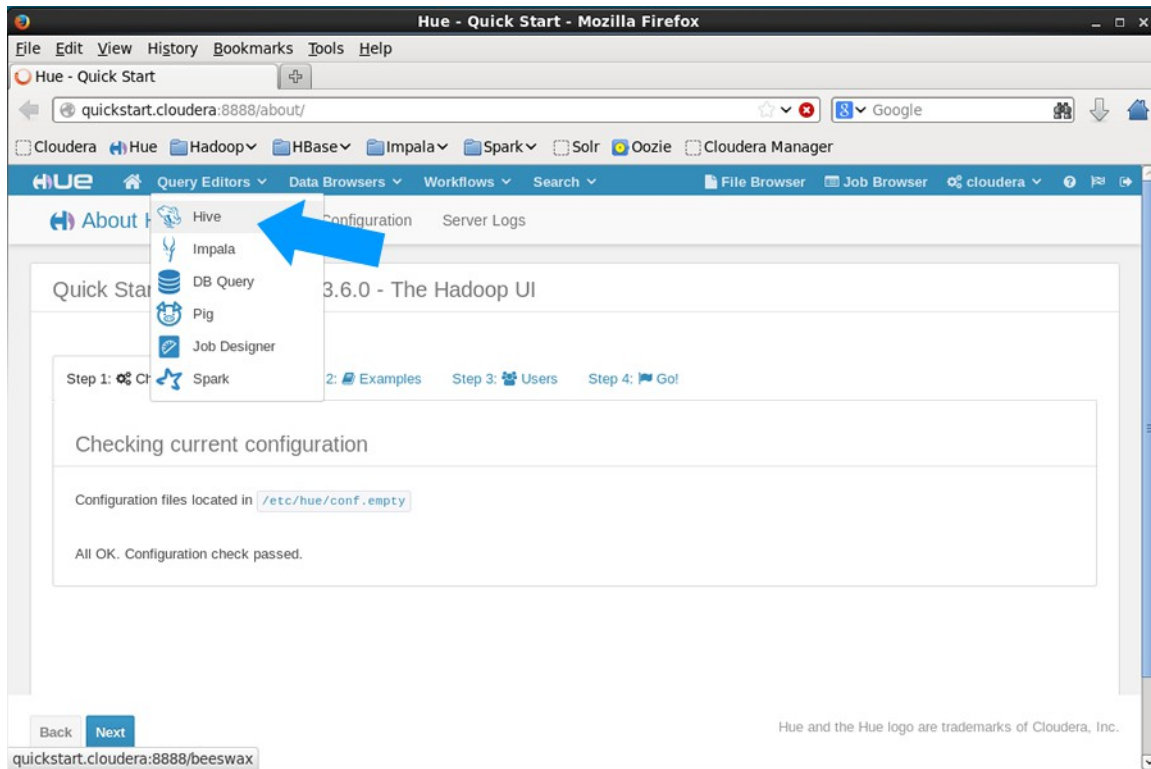 Hue - Quick Start - Mozilla Firefox
File Edit View History Bookmarks Tools Help
Hue - Quick Start
quickstart.cloudera:8888/about/ Google
Cloudera Hue Hadoop HBase Impala Spark Solr Oozie Cloudera Manager
HUE Query Editors Data Browsers Workflows Search File Browser Job Browser cloudera
About H Configuration Server Logs
Hive
Impala
DB Query
Pig
Job Designer
Spark
Quick Star 3.6.0 - The Hadoop UI
Step 1: Ch 2: Examples Step 3: Users Step 4: Go!
Checking current configuration
Configuration files located in /etc/hue/conf.empty
All OK. Configuration check passed.
Back Next Hue and the Hue logo are trademarks of Cloudera, Inc.
quickstart.cloudera:8888/beeswax